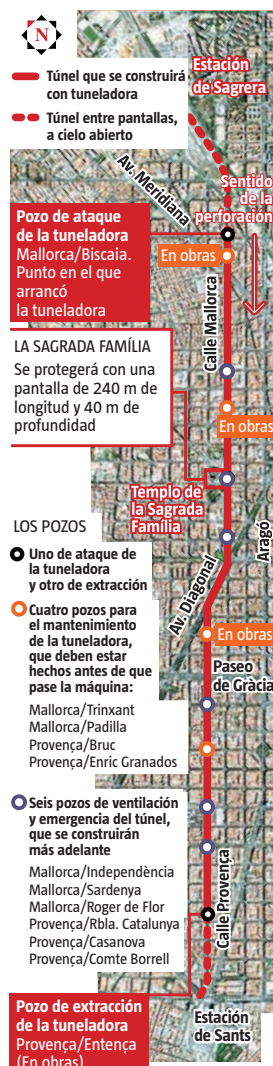 N
Túnel que se construirá
con tuneladora
Túnel entre pantallas,
a cielo abierto
Estación
de Sagrera
Av. Meridiana
Sentido
de la
perforación
Pozo de ataque
de la tuneladora
Mallorca/Biscaia.
Punto en el que
arrancó
la tuneladora
En obras
Calle Mallorca
LA SAGRADA FAMÍLIA
Se protegerá con una
pantalla de 240 m de
longitud y 40 m de
profundidad
En obras
Templo de
la Sagrada
Família
Aragó
Av. Diagonal
LOS POZOS
Uno de ataque de
la tuneladora
y otro de extracción
Cuatro pozos para
el mantenimiento
de la tuneladora,
que deben estar
hechos antes de que
pase la máquina:
Mallorca/Trinxant
Mallorca/Padilla
Provença/Bruc
Provença/Enric Granados
En obras
Paseo
de Gràcia
Seis pozos de ventilación
y emergencia del túnel,
que se construirán
más adelante
Mallorca/Independència
Mallorca/Sardenya
Mallorca/Roger de Flor
Provença/Rbla. Catalunya
Provença/Casanova
Provença/Comte Borrell
Calle Provença
Pozo de extracción
de la tuneladora
Provença/Entença
(En obras)
Estación
de Sants